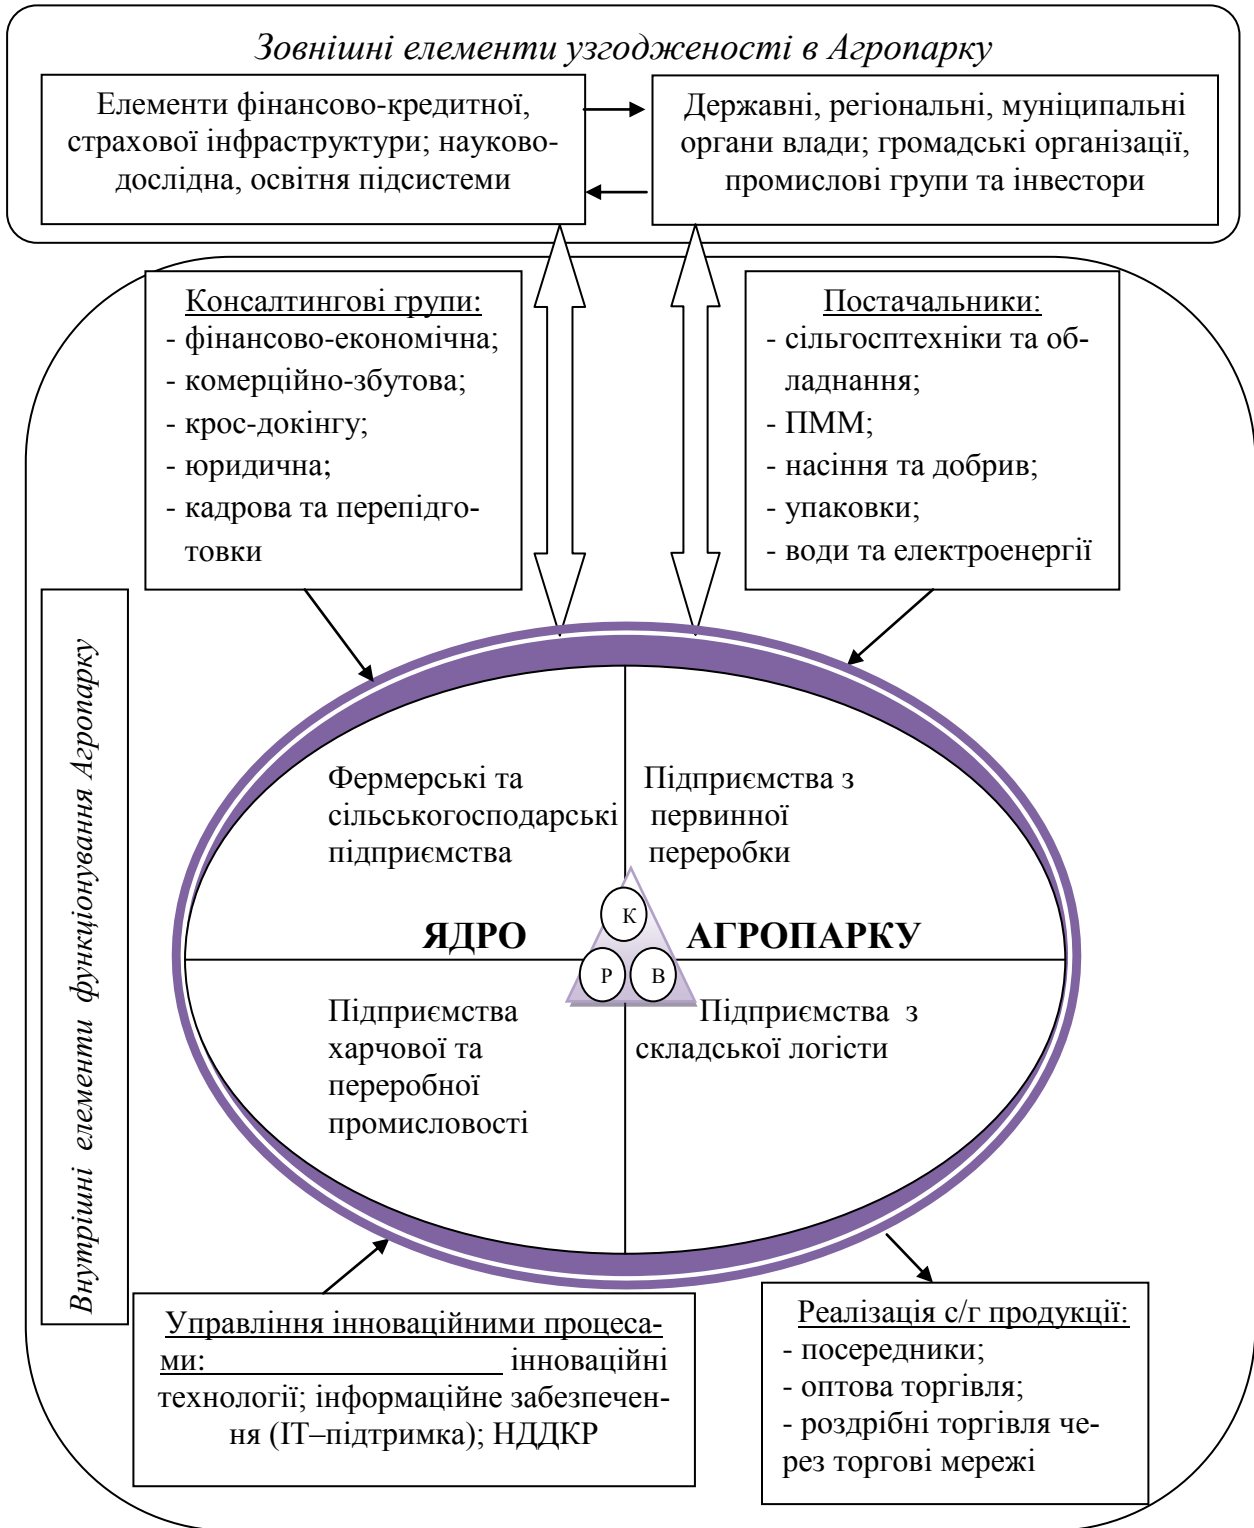 Зовнішні елементи узгодженості в Агропарку
Елементи фінансово-кредитної,
страхової інфраструктури; науково-
дослідна, освітня підсистеми
Державні, регіональні, муніципальні
органи влади; громадські організації,
промислові групи та інвестори
Консалтингові групи:
- фінансово-економічна;
- комерційно-збутова;
- крос-докінгу;
- юридична;
- кадрова та перепідго-
товки
Постачальники:
- сільгосптехніки та об-
ладнання;
- ПММ;
- насіння та добрив;
- упаковки;
- води та електроенергії
Внутрішні елементи функціонування Агропарку
Фермерські та
сільськогосподарські
підприємства
Підприємства з
первинної
переробки
ЯДРО АГРОПАРКУ
К
Р
В
Підприємства
харчової та
переробної
промисловості
Підприємства з
складської логісти
Управління інноваційними процеса-
ми: інноваційні
технології; інформаційне забезпечен-
ня (ІТ–підтримка); НДДКР
Реалізація с/г продукції:
- посередники;
- оптова торгівля;
- роздрібні торгівля че-
рез торгові мережі